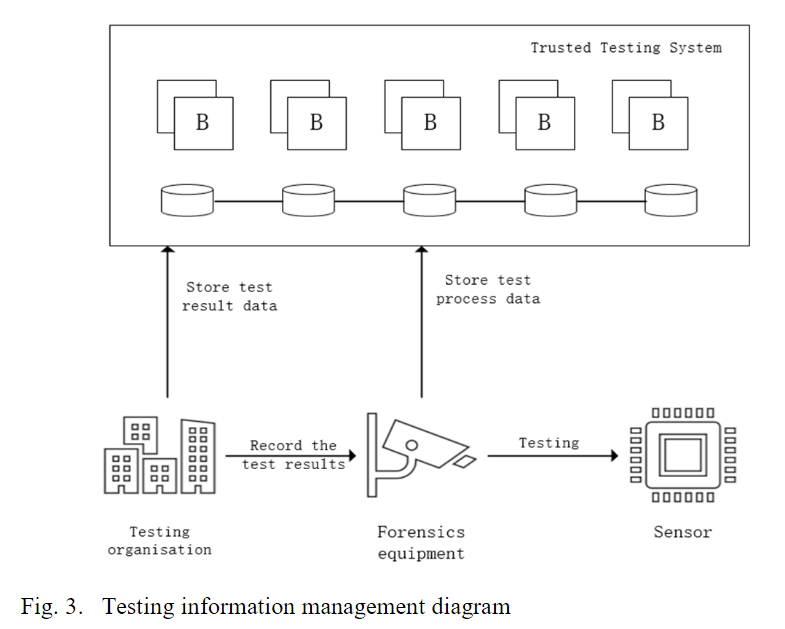 Trusted Testing System
B B B B B
Store test
result data
Store test
process data
Record the
test results
Testing
Testing
organisation
Forensics
equipment
Sensor
Fig. 3. Testing information management diagram